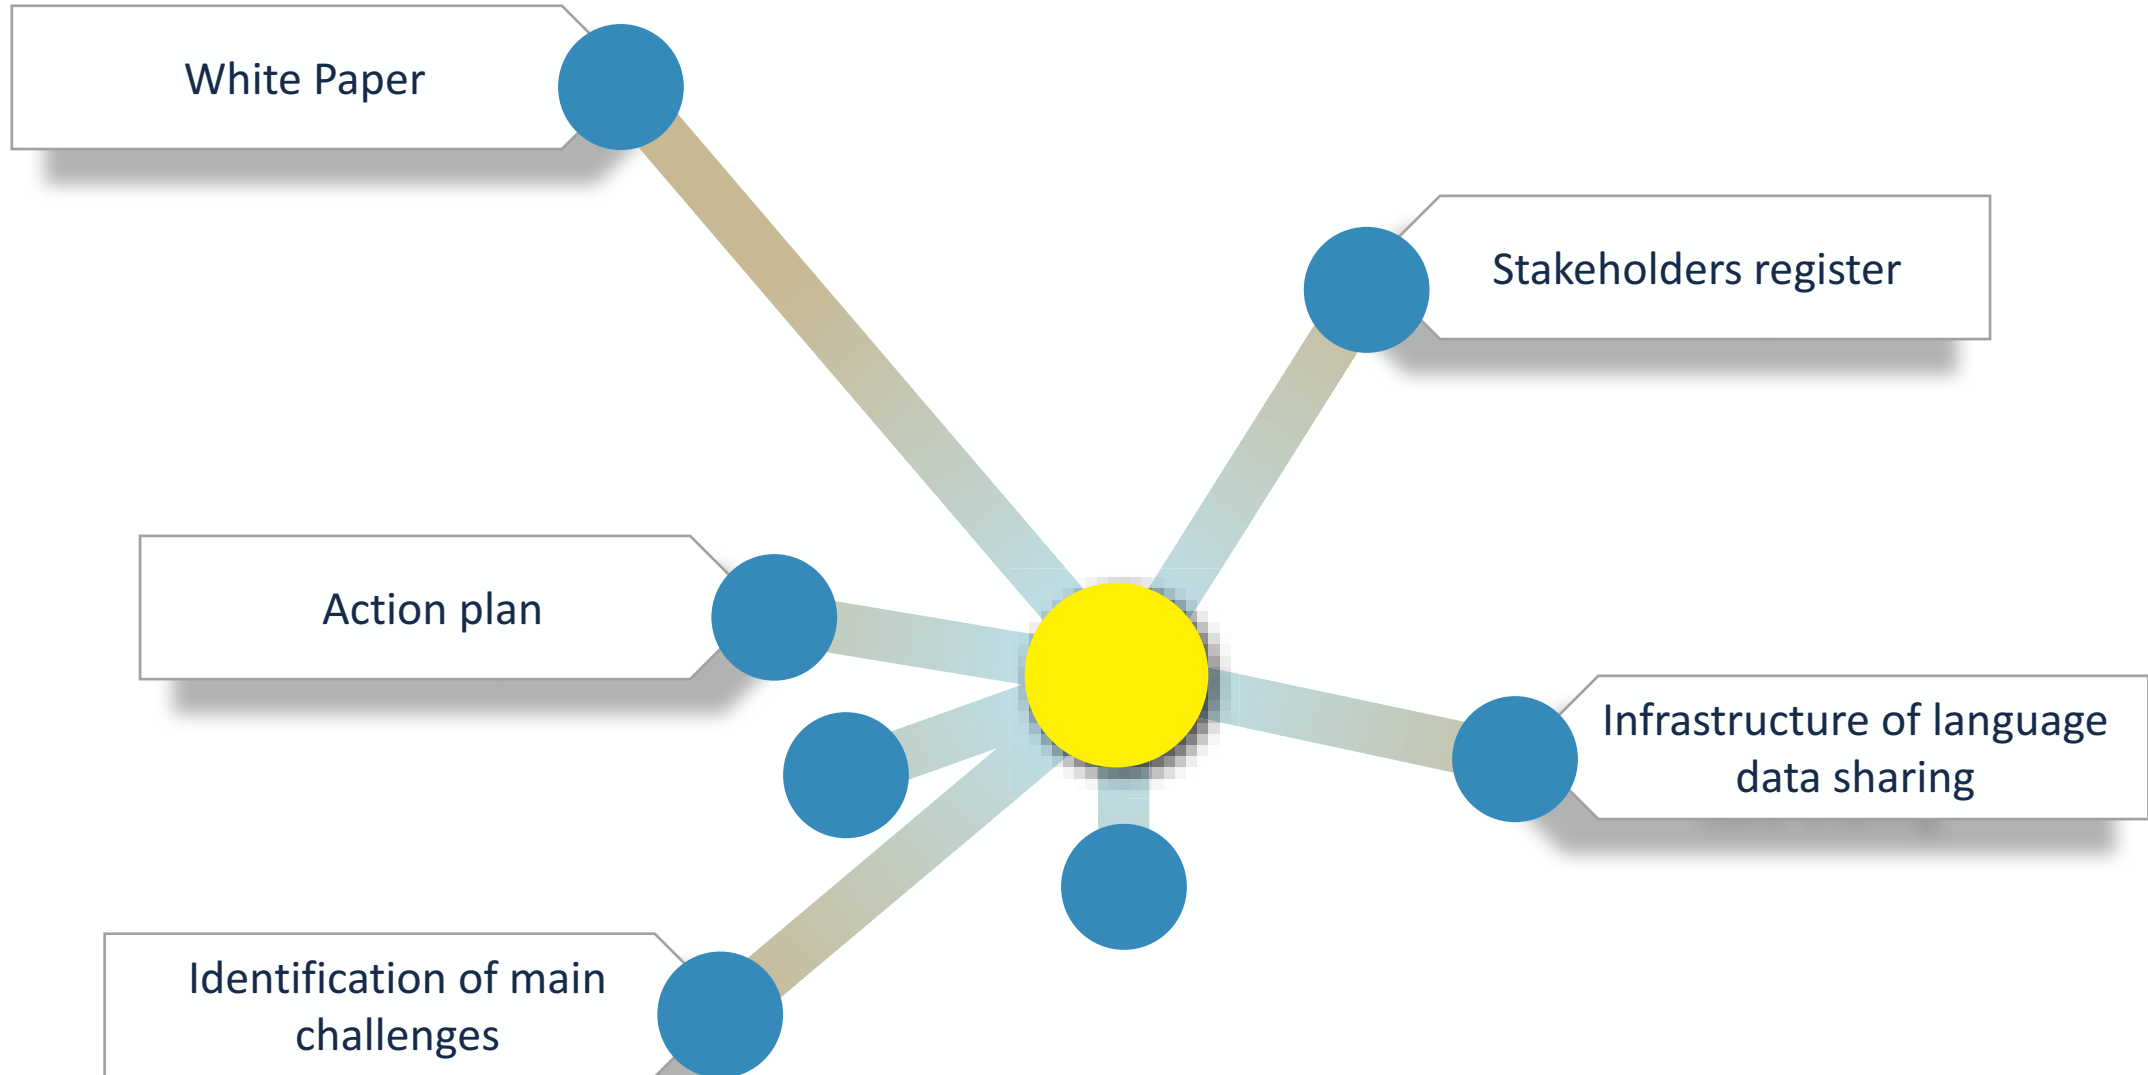 White Paper
Stakeholders register
Action plan
Infrastructure of language
data sharing
Identification of main
challenges